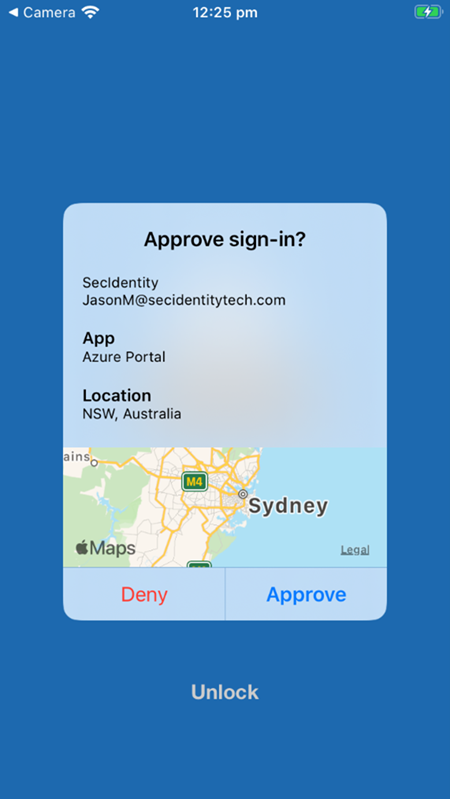 ◀ Camera 12:25 pm
Approve sign-in?
SecIdentity
JasonM@secidentitytech.com
App
Azure Portal
Location
NSW, Australia
ains
M4
Sydney
Maps Legal
Deny Approve
Unlock